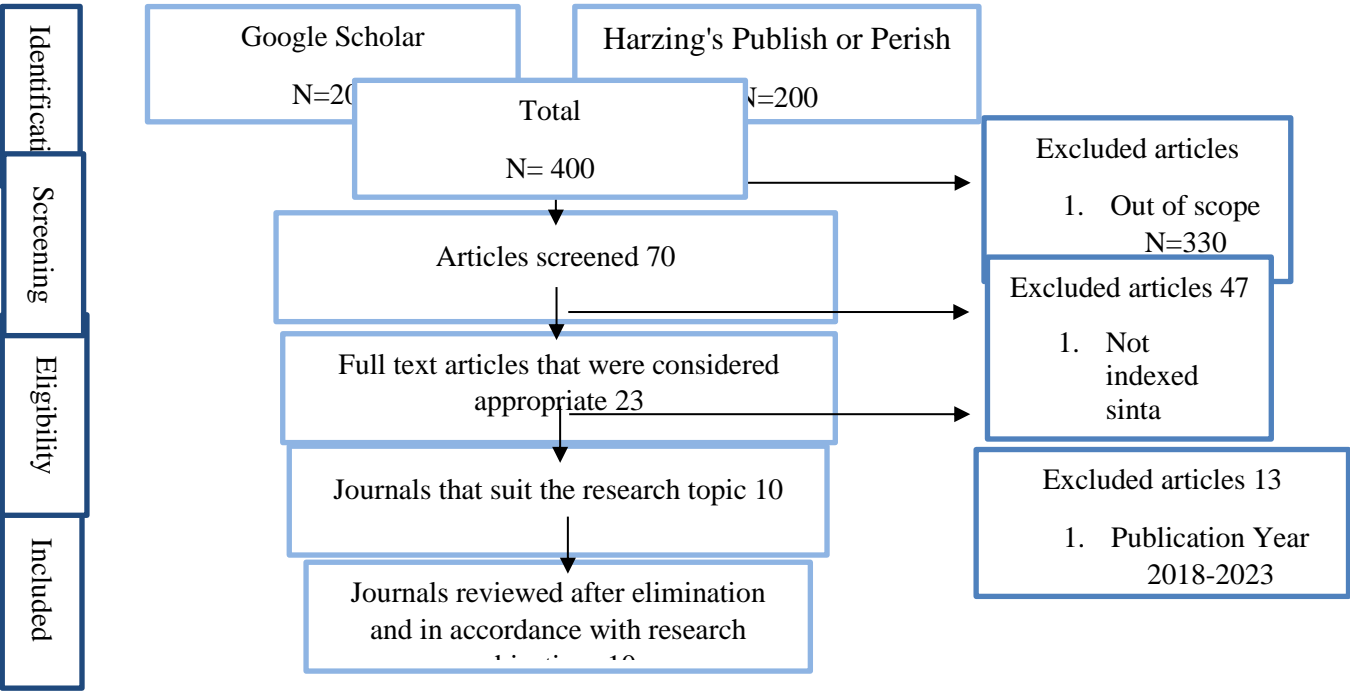 Google Scholar
N=20
Harzing's Publish or Perish
N=200
Total
N= 400
Excluded articles
1. Out of scope
N=330
Articles screened 70
Excluded articles 47
1. Not
indexed
sinta
Full text articles that were considered
appropriate 23
Excluded articles 13
1. Publication Year
2018-2023
Journals that suit the research topic 10
Journals reviewed after elimination
and in accordance with research
Identificati
Screening
Eligibility
Included